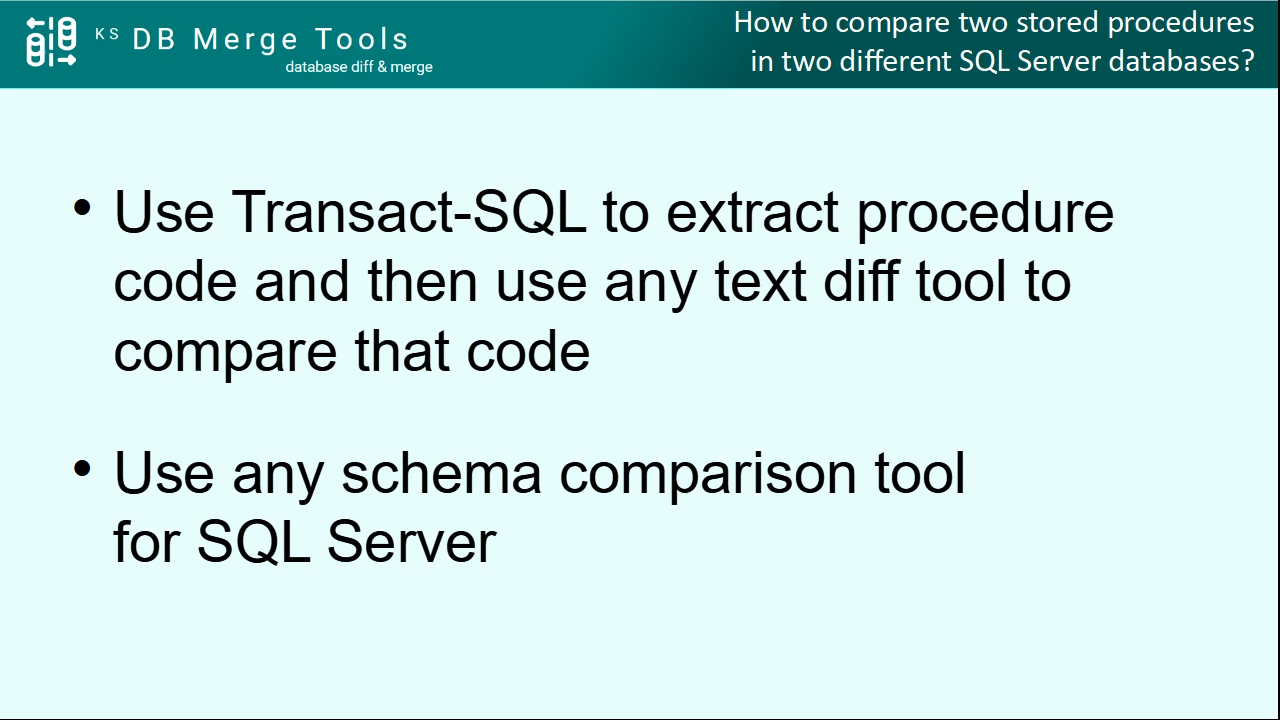 KS DB Merge Tools
database diff & merge
How to compare two stored procedures
in two different SQL Server databases?
• Use Transact-SQL to extract procedure
code and then use any text diff tool to
compare that code
• Use any schema comparison tool
for SQL Server